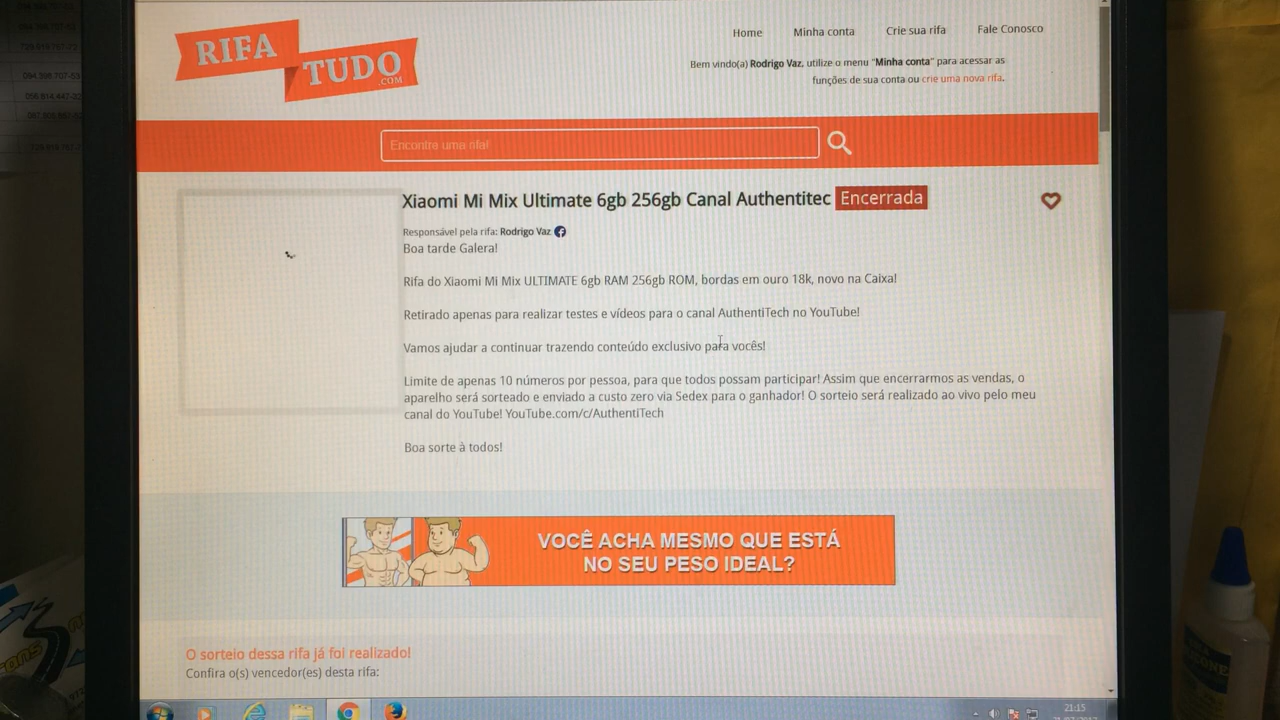 RIFA
TUDO
.COM
Home Minha conta Crie sua rifa Fale Conosco
Bem vindo(a) Rodrigo Vaz, utilize o menu "Minha conta" para acessar as
funções de sua conta ou crie uma nova rifa.
Encontre uma rifa!
Xiaomi Mi Mix Ultimate 6gb 256gb Canal Authentitec Encerrada
Responsável pela rifa: Rodrigo Vaz
Boa tarde Galera!
Rifa do Xiaomi Mi Mix ULTIMATE 6gb RAM 256gb ROM, bordas em ouro 18k, novo na Caixa!
Retirado apenas para realizar testes e vídeos para o canal AuthentiTech no YouTube!
Vamos ajudar a continuar trazendo conteúdo exclusivo para vocês!
Limite de apenas 10 números por pessoa, para que todos possam participar! Assim que encerrarmos as vendas, o
aparelho será sorteado e enviado a custo zero via Sedex para o ganhador! O sorteio será realizado ao vivo pelo meu
canal do YouTube! YouTube.com/c/AuthentiTech
Boa sorte à todos!
VOCÊ ACHA MESMO QUE ESTÁ
NO SEU PESO IDEAL?
O sorteio dessa rifa já foi realizado!
Confira o(s) vencedor(es) desta rifa:
21:15